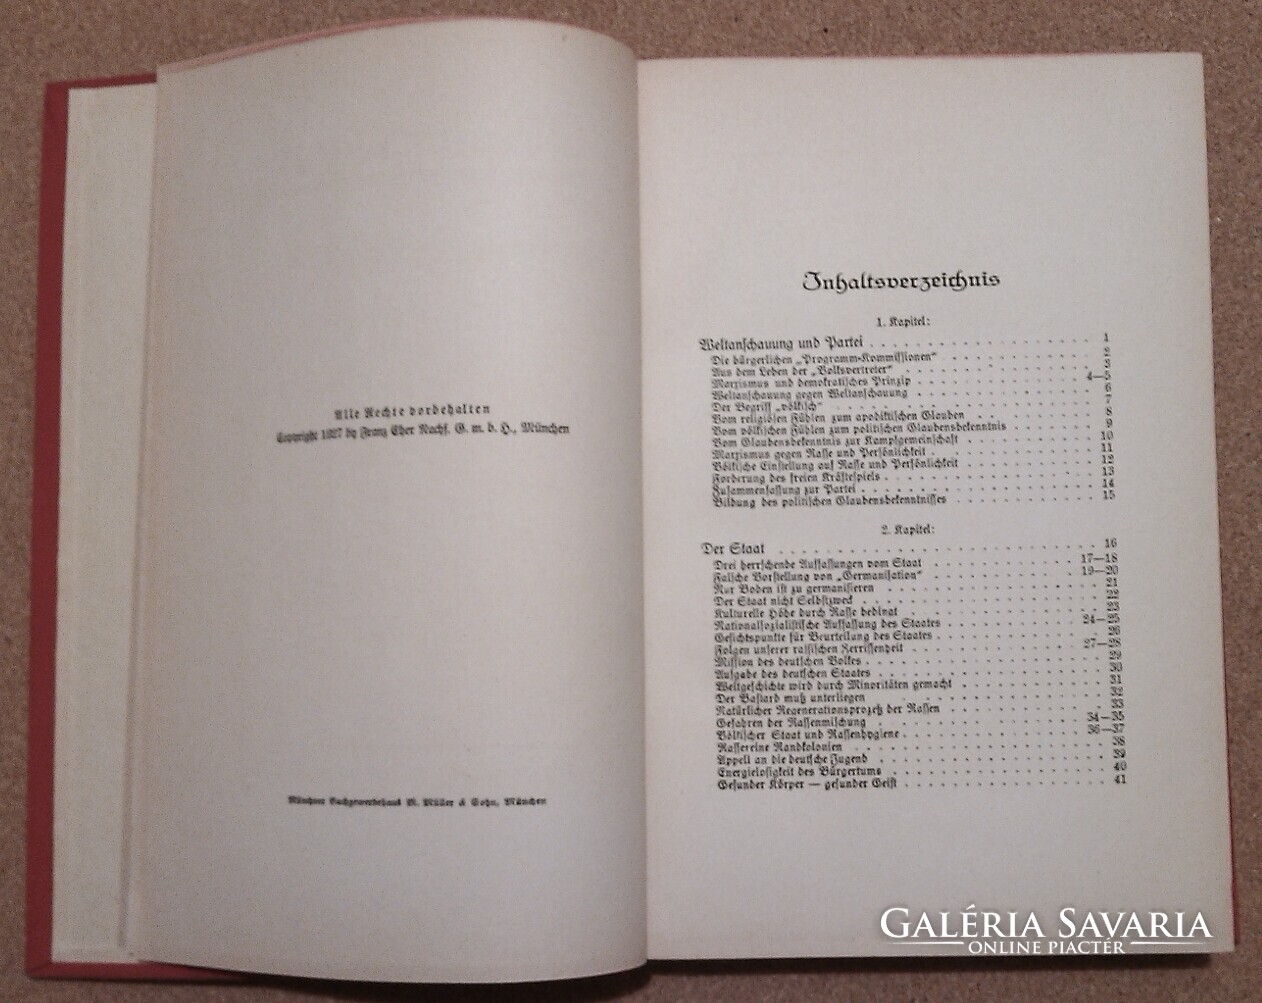 Alle Rechte vorbehalten
Copyright 1927 by Franz Eher Nachf. G. m. b. H., München
Münchner Buchgewerbehaus M. Müller & Sohn, München
Inhaltsverzeichnis
1. Kapitel:
Weltanschauung und Partei . . . . . . . . . . . . . . . . . . . . 1
Die bürgerlichen „Programm-Kommissionen“ . . . . . . . . . . . . 2
Aus dem Leben der „Volksvertreter“ . . . . . . . . . . . . . . . 3
Marxismus und demokratisches Prinzip . . . . . . . . . . . . . . 4—5
Weltanschauung gegen Weltanschauung . . . . . . . . . . . . . . . 6
Der Begriff „völkisch“ . . . . . . . . . . . . . . . . . . . . . 7
Vom religiösen Fühlen zum apodiktischen Glauben . . . . . . . . . 8
Vom völkischen Fühlen zum politischen Glaubensbekenntnis . . . . . 9
Vom Glaubensbekenntnis zur Kampfgemeinschaft . . . . . . . . . . 10
Marxismus gegen Rasse und Persönlichkeit . . . . . . . . . . . . 11
Völkische Einstellung auf Rasse und Persönlichkeit . . . . . . . 12
Forderung des freien Kräftespiels . . . . . . . . . . . . . . . . 13
Zusammenfassung zur Partei . . . . . . . . . . . . . . . . . . . 14
Bildung des politischen Glaubensbekenntnisses . . . . . . . . . . 15
2. Kapitel:
Der Staat . . . . . . . . . . . . . . . . . . . . . . . . . . . . 16
Drei herrschende Auffassungen vom Staat . . . . . . . . . . . . . 17—18
Falsche Vorstellung von „Germanisation“ . . . . . . . . . . . . . 19—20
Nur Boden ist zu germanisieren . . . . . . . . . . . . . . . . . 21
Der Staat nicht Selbstzweck . . . . . . . . . . . . . . . . . . . 22
Kulturelle Höhe durch Rasse bedingt . . . . . . . . . . . . . . . 23
Nationalsozialistische Auffassung des Staates . . . . . . . . . . 24—25
Gesichtspunkte für Beurteilung des Staates . . . . . . . . . . . . 26
Folgen unserer rassischen Zerrissenheit . . . . . . . . . . . . . 27—28
Mission des deutschen Volkes . . . . . . . . . . . . . . . . . . 29
Aufgabe des deutschen Staates . . . . . . . . . . . . . . . . . . 30
Weltgeschichte wird durch Minoritäten gemacht . . . . . . . . . . 31
Der Bastard muß unterliegen . . . . . . . . . . . . . . . . . . . 32
Natürlicher Regenerationsprozeß der Rassen . . . . . . . . . . . . 33
Gefahren der Rassenmischung . . . . . . . . . . . . . . . . . . . 34—35
Völkischer Staat und Rassenhygiene . . . . . . . . . . . . . . . 36—37
Rassereine Randkolonien . . . . . . . . . . . . . . . . . . . . . 38
Appell an die deutsche Jugend . . . . . . . . . . . . . . . . . . 39
Energielosigkeit des Bürgertums . . . . . . . . . . . . . . . . . 40
Gesunder Körper — gesunder Geist . . . . . . . . . . . . . . . . 41
GALÉRIA SAVARIA
ONLINE PIACTÉR